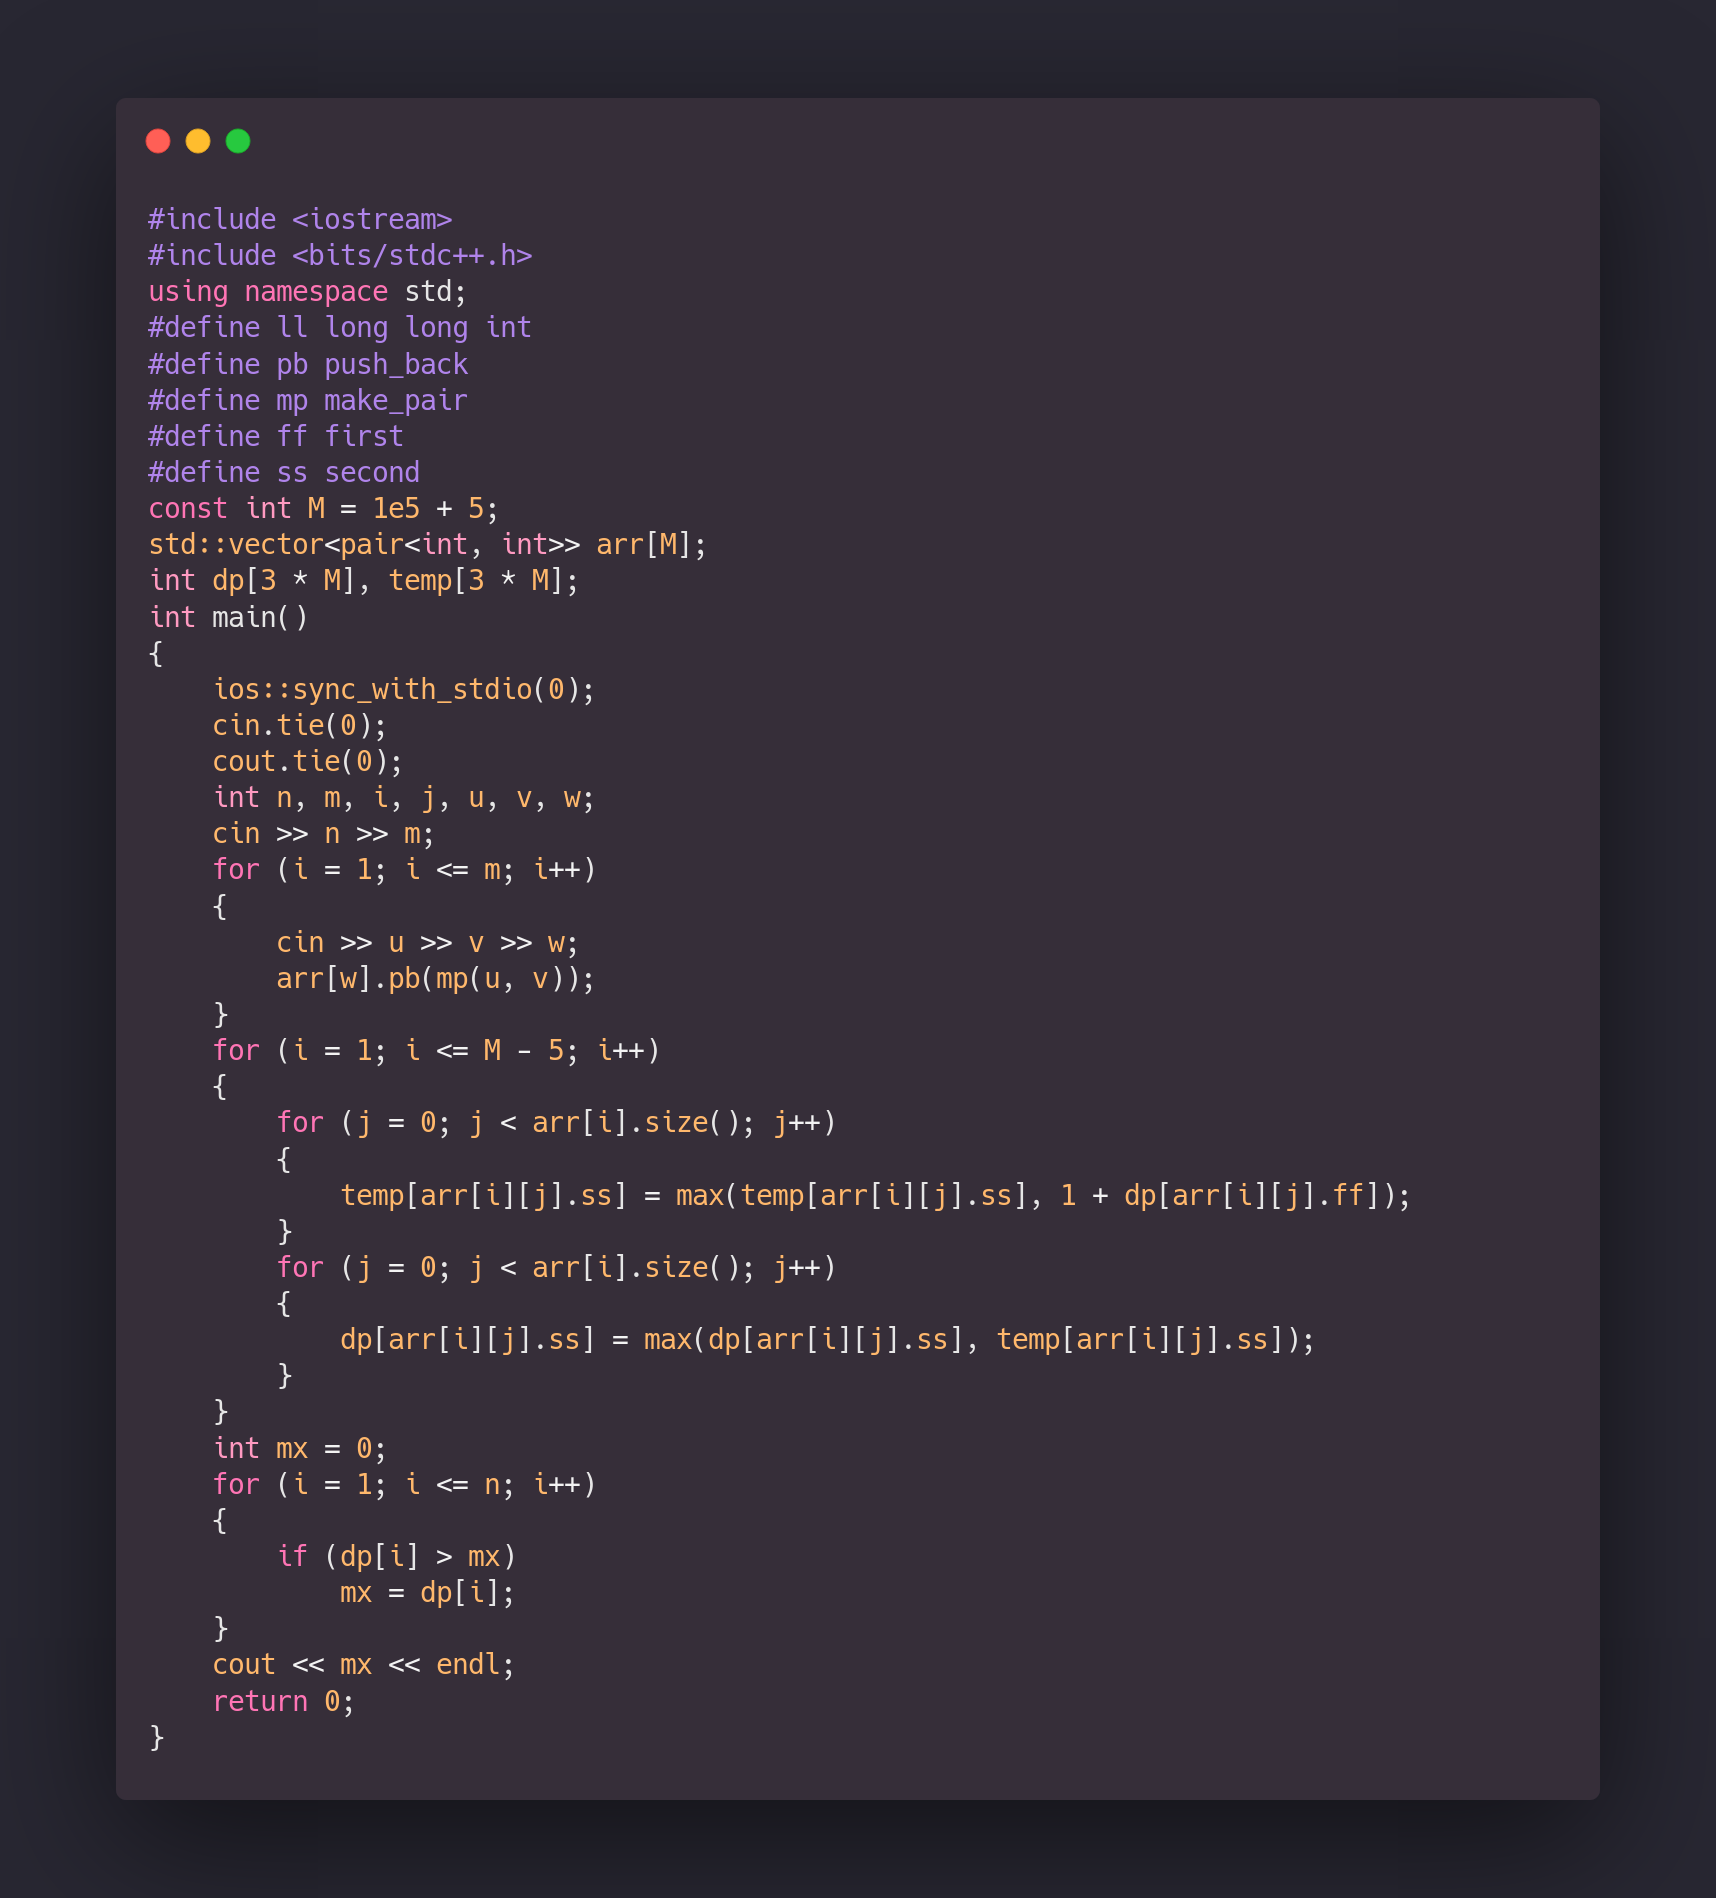 #include <iostream>
#include <bits/stdc++.h>
using namespace std;
#define ll long long int
#define pb push_back
#define mp make_pair
#define ff first
#define ss second
const int M = 1e5 + 5;
std::vector<pair<int, int>> arr[M];
int dp[3 * M], temp[3 * M];
int main()
{
    ios::sync_with_stdio(0);
    cin.tie(0);
    cout.tie(0);
    int n, m, i, j, u, v, w;
    cin >> n >> m;
    for (i = 1; i <= m; i++)
    {
        cin >> u >> v >> w;
        arr[w].pb(mp(u, v));
    }
    for (i = 1; i <= M - 5; i++)
    {
        for (j = 0; j < arr[i].size(); j++)
        {
            temp[arr[i][j].ss] = max(temp[arr[i][j].ss], 1 + dp[arr[i][j].ff]);
        }
        for (j = 0; j < arr[i].size(); j++)
        {
            dp[arr[i][j].ss] = max(dp[arr[i][j].ss], temp[arr[i][j].ss]);
        }
    }
    int mx = 0;
    for (i = 1; i <= n; i++)
    {
        if (dp[i] > mx)
            mx = dp[i];
    }
    cout << mx << endl;
    return 0;
}